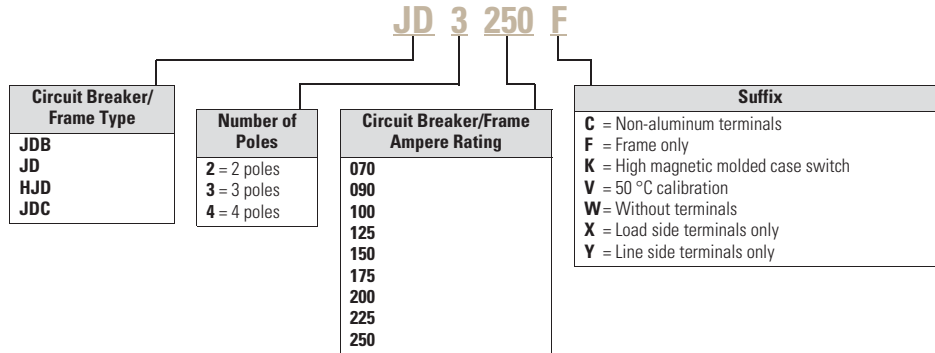 JD 3 250 F
Circuit Breaker/
Frame Type
JDB
JD
HJD
JDC
Number of
Poles
2 = 2 poles
3 = 3 poles
4 = 4 poles
Circuit Breaker/Frame
Ampere Rating
070
090
100
125
150
175
200
225
250
Suffix
C = Non-aluminum terminals
F = Frame only
K = High magnetic molded case switch
V = 50 °C calibration
W = Without terminals
X = Load side terminals only
Y = Line side terminals only